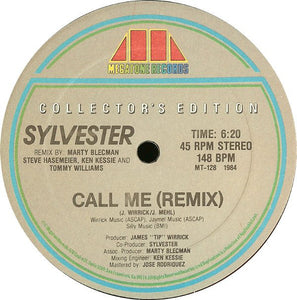 MEGATONE RECORDS
COLLECTOR'S EDITION
SYLVESTER
REMIX BY: MARTY BLECMAN
STEVE HASEMEIER, KEN KESSIE AND
TOMMY WILLIAMS
TIME: 6:20
45 RPM STEREO
148 BPM
MT-128 1984
CALL ME (REMIX)
(J. WIRRICK/J. MEHL)
Wirrick Music (ASCAP), Jaymel Music (ASCAP)
Silly Music (BMI)
Producer: JAMES "TIP" WIRRICK
Co-Producer: SYLVESTER
Assoc. Producer: MARTY BLECMAN
Mixing Engineer: KEN KESSIE
Mastered by: JOSE RODRIGUEZ